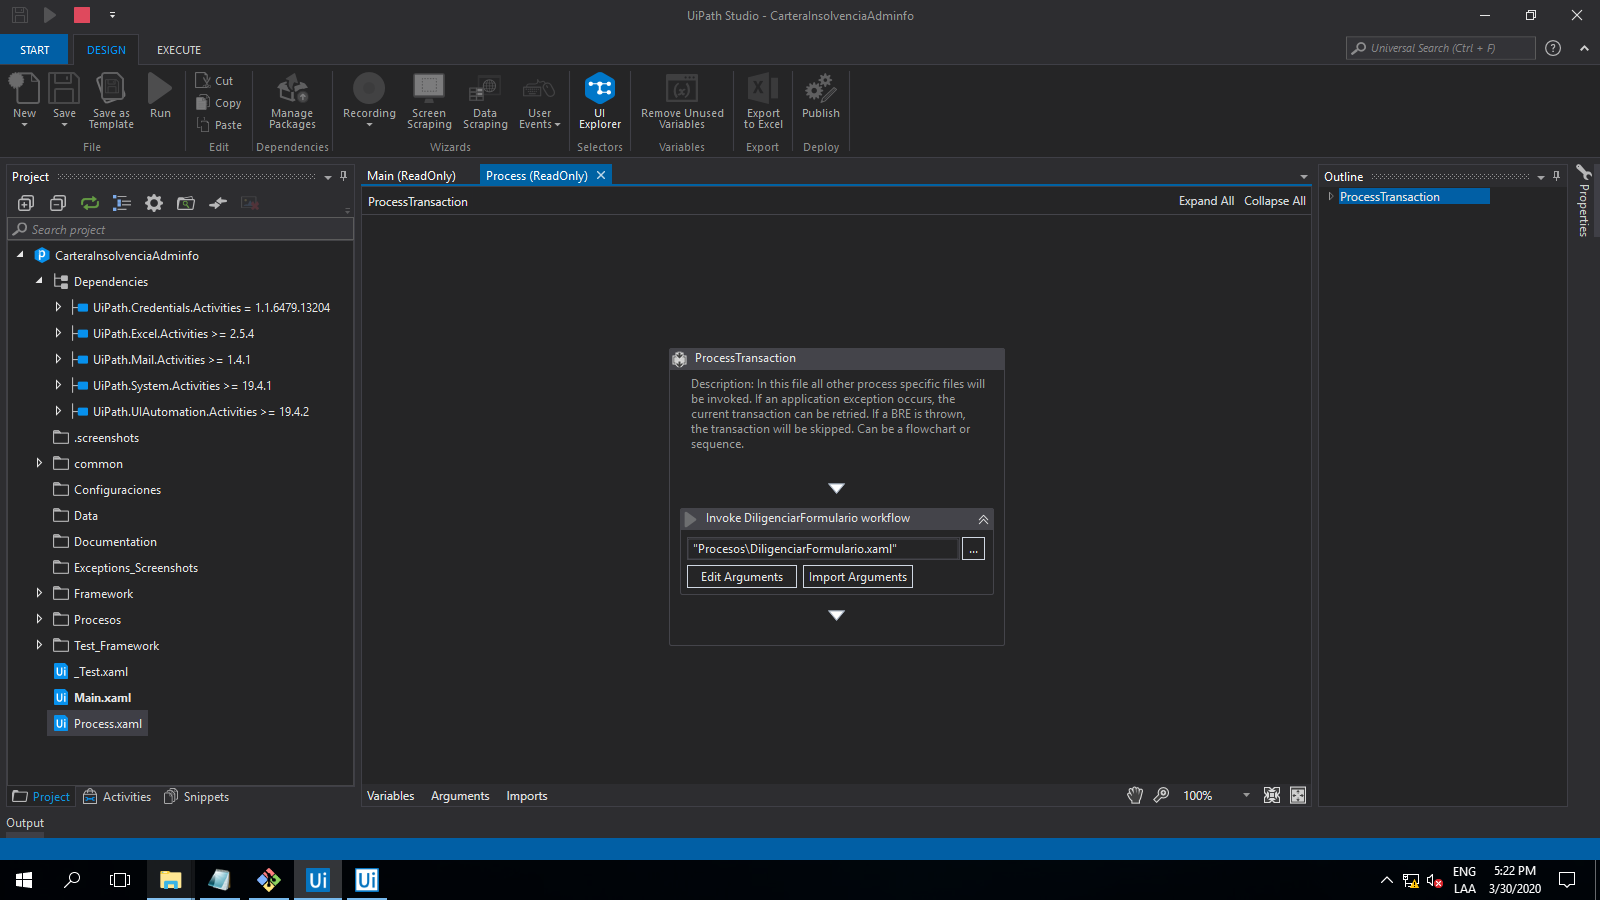 UiPath Studio - CarteraInsolvenciaAdminfo
START
DESIGN
EXECUTE
Universal Search (Ctrl + F)
?
New
Save
Save as
Template
Run
File
Cut
Copy
Paste
Edit
Manage
Packages
Dependencies
Recording
Screen
Scraping
Data
Scraping
User
Events
Wizards
UI
Explorer
Selectors
Remove Unused
Variables
Variables
Export
to Excel
Export
Publish
Deploy
Project
Search project
CarteraInsolvenciaAdminfo
Dependencies
UiPath.Credentials.Activities = 1.1.6479.13204
UiPath.Excel.Activities >= 2.5.4
UiPath.Mail.Activities >= 1.4.1
UiPath.System.Activities >= 19.4.1
UiPath.UIAutomation.Activities >= 19.4.2
.screenshots
common
Configuraciones
Data
Documentation
Exceptions_Screenshots
Framework
Procesos
Test_Framework
Ui _Test.xaml
Ui Main.xaml
Ui Process.xaml
Project
Activities
Snippets
Output
Main (ReadOnly)
Process (ReadOnly)
ProcessTransaction
Expand All
Collapse All
ProcessTransaction
Description: In this file all other process specific files will
be invoked. If an application exception occurs, the
current transaction can be retried. If a BRE is thrown,
the transaction will be skipped. Can be a flowchart or
sequence.
Invoke DiligenciarFormulario workflow
"Procesos\DiligenciarFormulario.xaml"
...
Edit Arguments
Import Arguments
Variables
Arguments
Imports
100%
Outline
ProcessTransaction
Properties
Ui
Ui
ENG
LAA
5:22 PM
3/30/2020